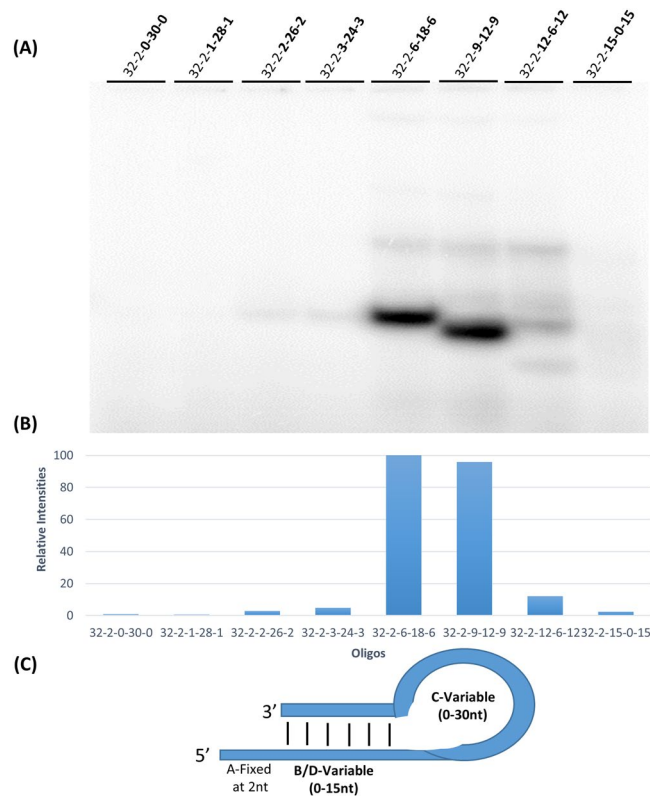 (A)
32-2-0-30-0
32-2-1-28-1
32-2-2-26-2
32-2-3-24-3
32-2-6-18-6
32-2-9-12-9
32-2-12-6-12
32-2-15-0-15
(B)
Relative Intensities
100
80
60
40
20
0
32-2-0-30-0 32-2-1-28-1 32-2-2-26-2 32-2-3-24-3 32-2-6-18-6 32-2-9-12-9 32-2-12-6-12 32-2-15-0-15
Oligos
(C)
C-Variable
(0-30nt)
3’
5’
A-Fixed
at 2nt
B/D-Variable
(0-15nt)